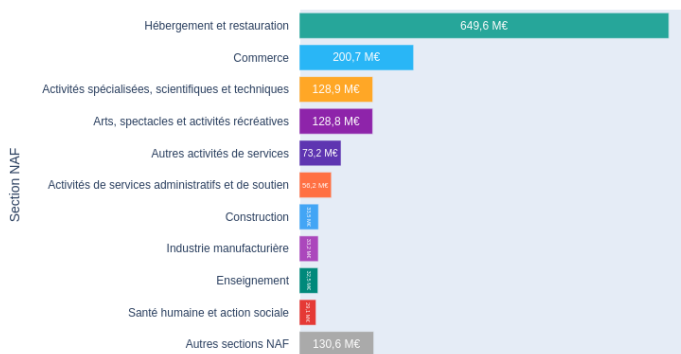 Section NAF
Hébergement et restauration 649,6 M€
Commerce 200,7 M€
Activités spécialisées, scientifiques et techniques 128,9 M€
Arts, spectacles et activités récréatives 128,8 M€
Autres activités de services 73,2 M€
Activités de services administratifs et de soutien 56,2 M€
Construction
Industrie manufacturière
Enseignement
Santé humaine et action sociale
Autres sections NAF 130,6 M€